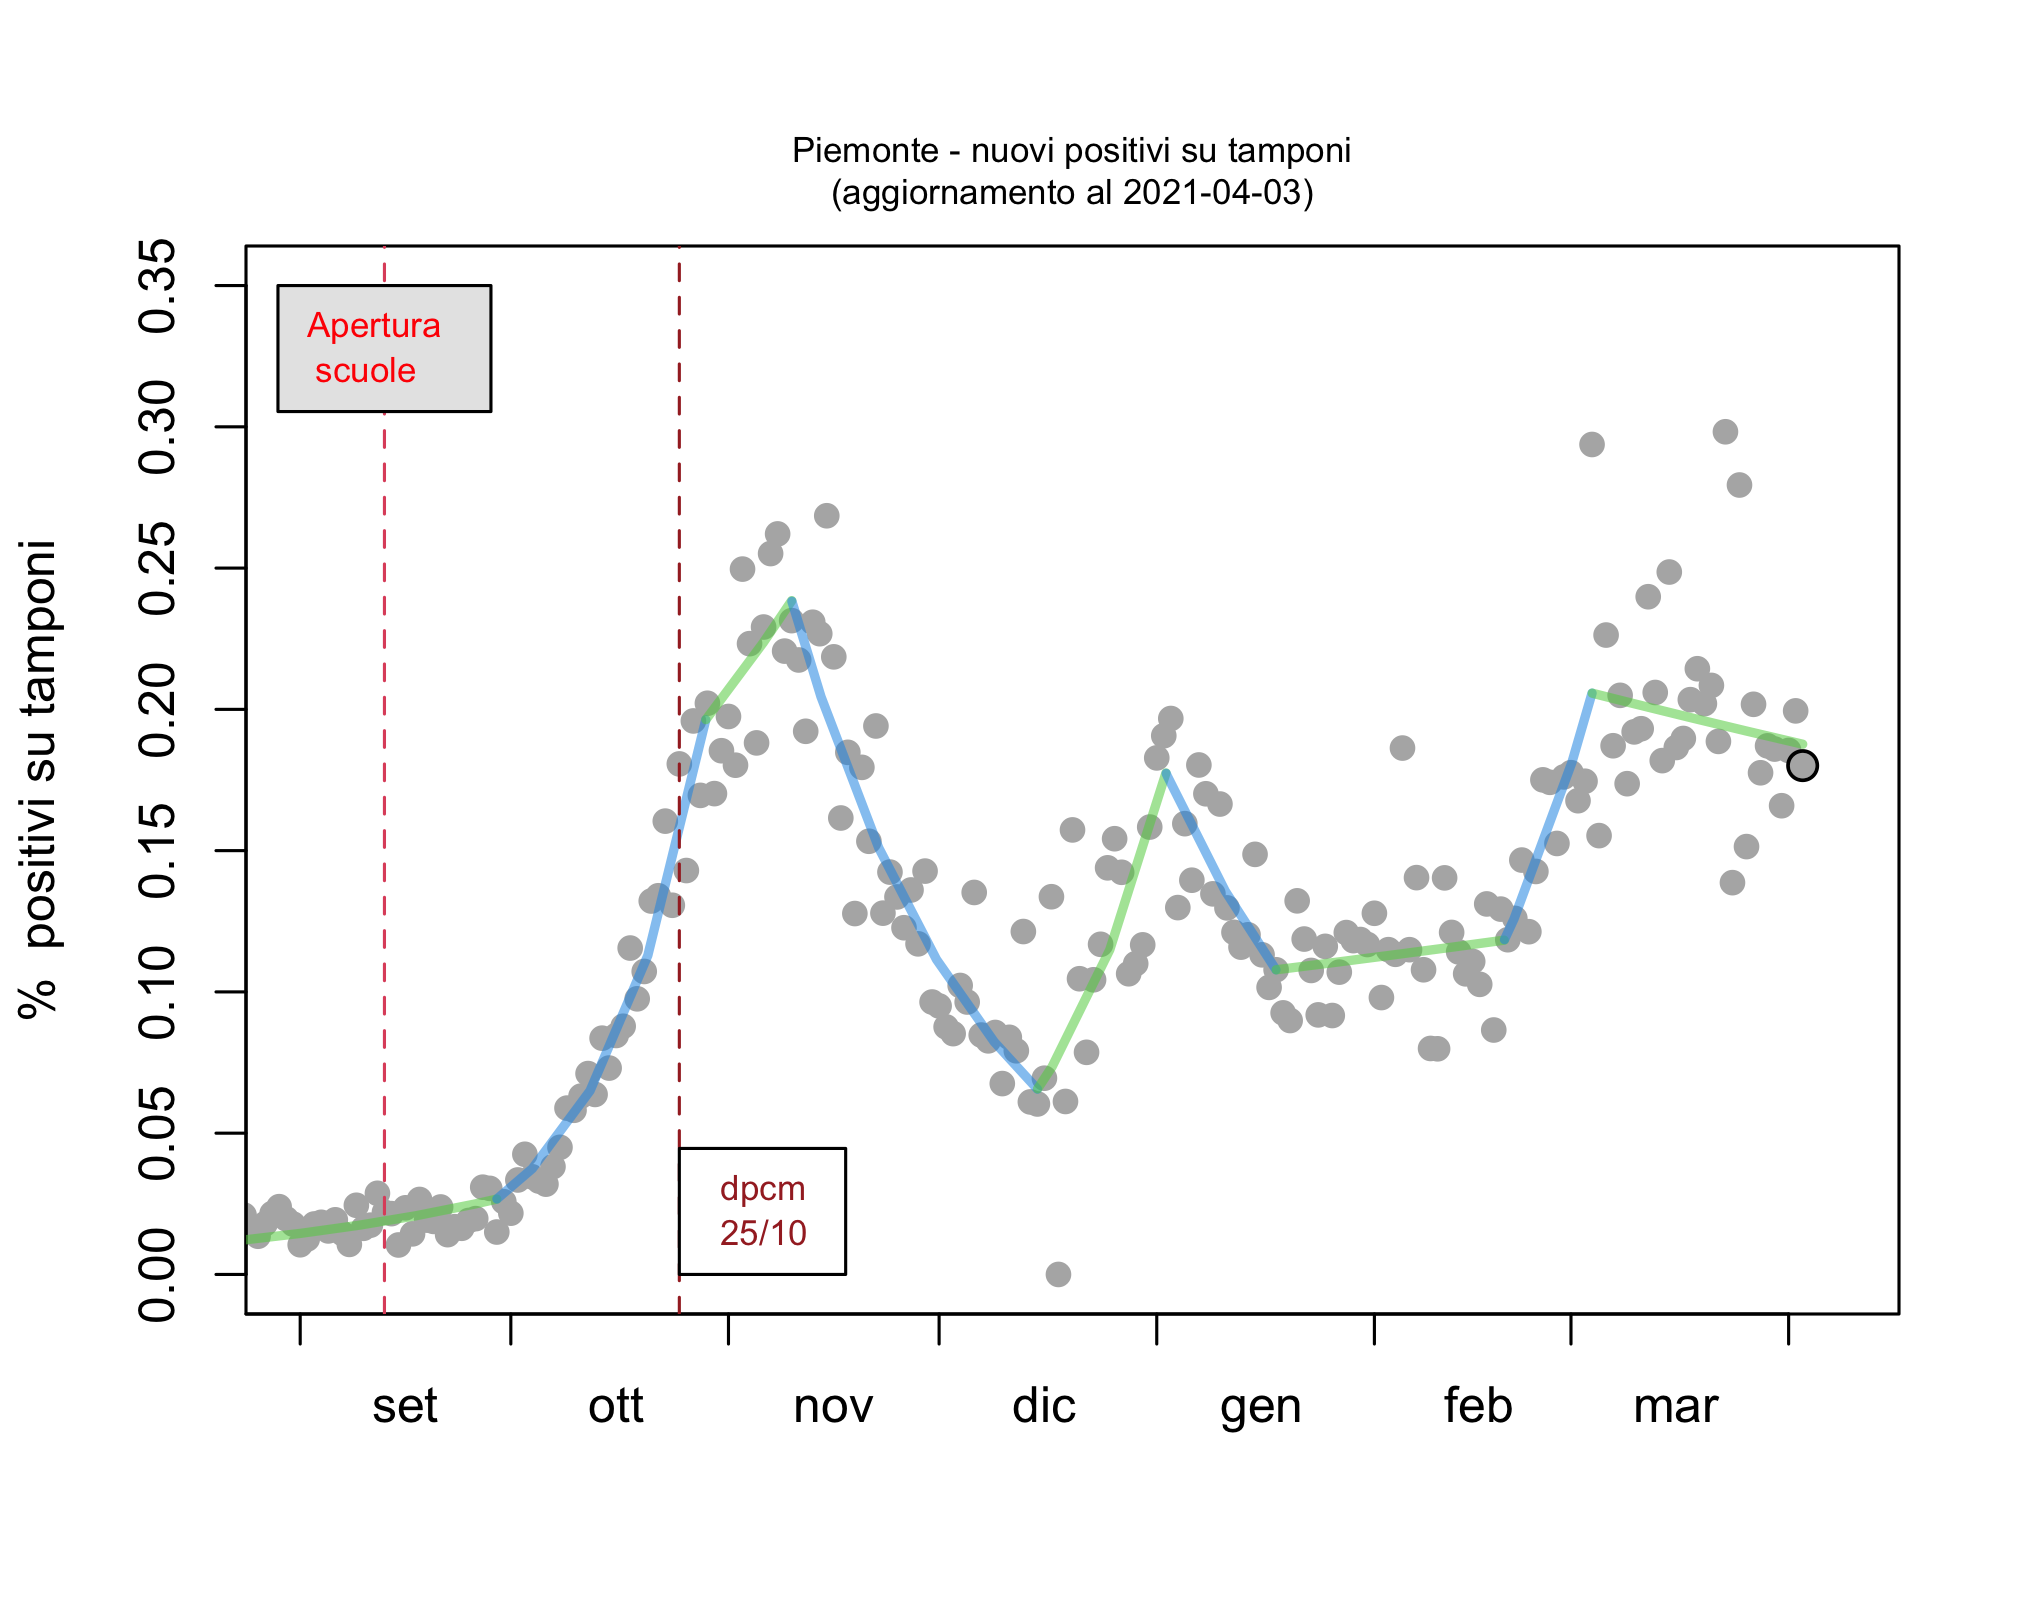 Piemonte - nuovi positivi su tamponi
(aggiornamento al 2021-04-03)
% positivi su tamponi
0.35
0.30
0.25
0.20
0.15
0.10
0.05
0.00
Apertura
scuole
dpcm
25/10
set ott nov dic gen feb mar